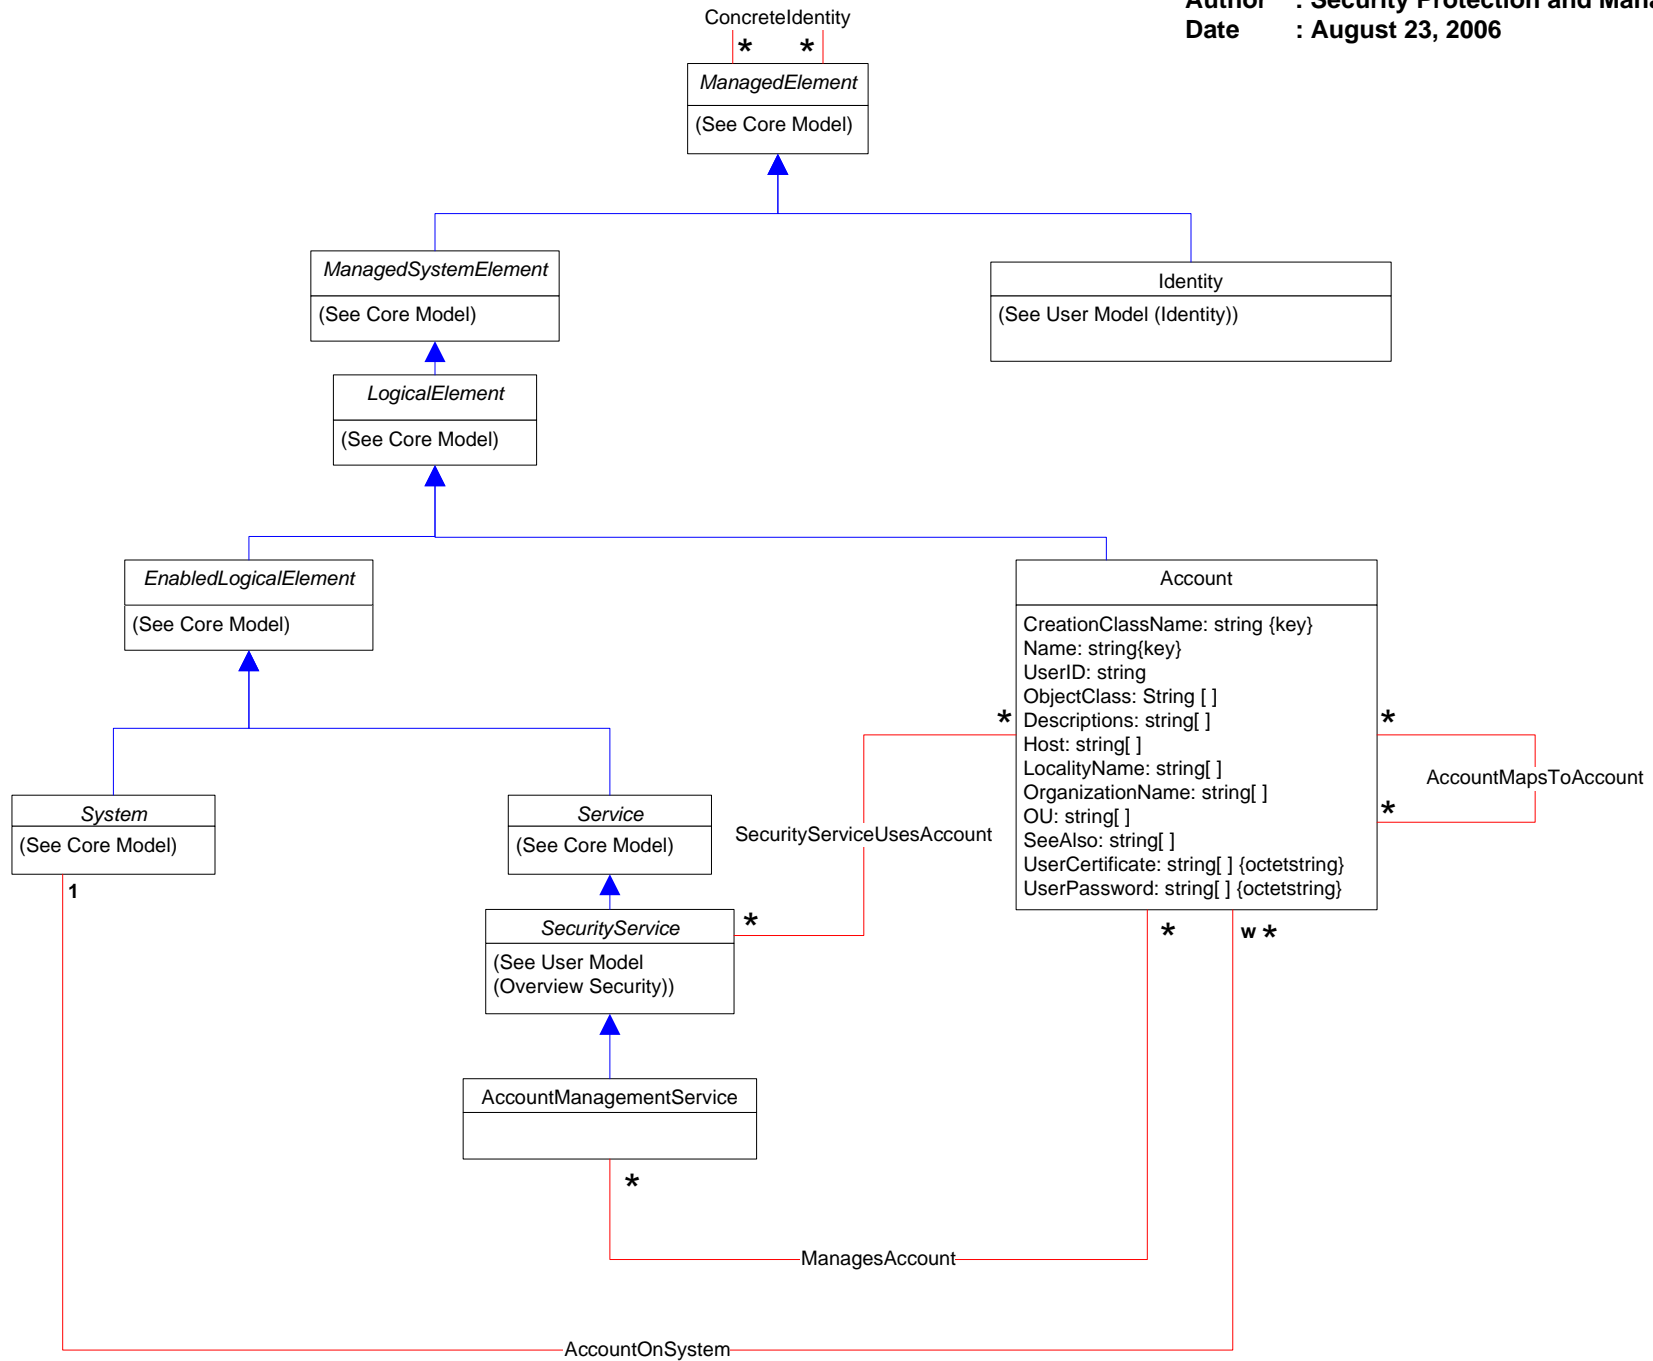 Author : Security Protection and Mana
Date : August 23, 2006
ConcreteIdentity
* *
ManagedElement
(See Core Model)
ManagedSystemElement
(See Core Model)
Identity
(See User Model (Identity))
LogicalElement
(See Core Model)
EnabledLogicalElement
(See Core Model)
Account
CreationClassName: string {key}
Name: string{key}
UserID: string
ObjectClass: String [ ]
Descriptions: string[ ]
Host: string[ ]
LocalityName: string[ ]
OrganizationName: string[ ]
OU: string[ ]
SeeAlso: string[ ]
UserCertificate: string[ ] {octetstring}
UserPassword: string[ ] {octetstring}
*
*
AccountMapsToAccount
*
System
(See Core Model)
1
Service
(See Core Model)
SecurityServiceUsesAccount
*
SecurityService
(See User Model
(Overview Security))
*
w *
AccountManagementService
*
ManagesAccount
AccountOnSystem